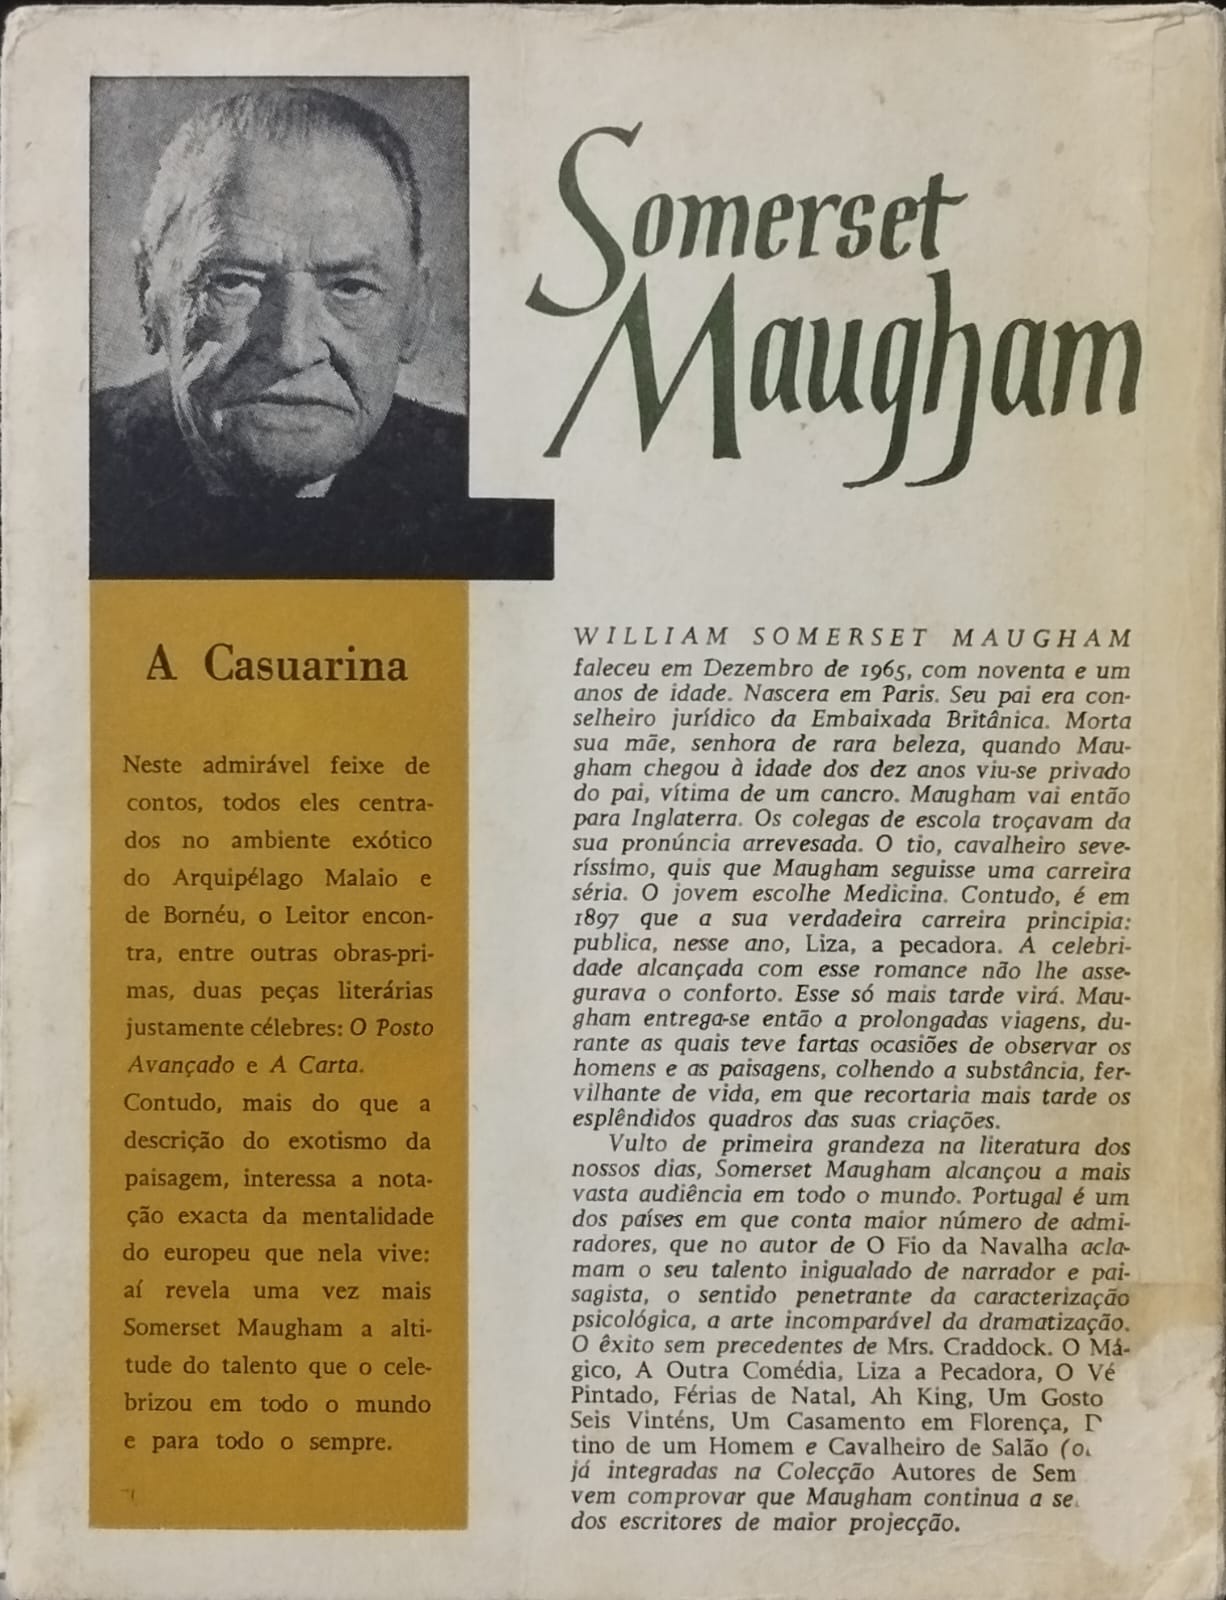 Somerset
Maugham
A Casuarina
Neste admirável feixe de
contos, todos eles centra-
dos no ambiente exótico
do Arquipélago Malaio e
de Bornéu, o Leitor encon-
tra, entre outras obras-pri-
mas, duas peças literárias
justamente célebres: O Posto
Avançado e A Carta.
Contudo, mais do que a
descrição do exotismo da
paisagem, interessa a nota-
ção exacta da mentalidade
do europeu que nela vive:
aí revela uma vez mais
Somerset Maugham a alti-
tude do talento que o cele-
brizou em todo o mundo
e para todo o sempre.
WILLIAM SOMERSET MAUGHAM
faleceu em Dezembro de 1965, com noventa e um
anos de idade. Nascera em Paris. Seu pai era con-
selheiro jurídico da Embaixada Britânica. Morta
sua mãe, senhora de rara beleza, quando Mau-
gham chegou à idade dos dez anos viu-se privado
do pai, vítima de um cancro. Maugham vai então
para Inglaterra. Os colegas de escola troçavam da
sua pronúncia arrevesada. O tio, cavalheiro seve-
ríssimo, quis que Maugham seguisse uma carreira
séria. O jovem escolhe Medicina. Contudo, é em
1897 que a sua verdadeira carreira principia:
publica, nesse ano, Liza, a pecadora. A celebri-
dade alcançada com esse romance não lhe asse-
gurava o conforto. Esse só mais tarde virá. Mau-
gham entrega-se então a prolongadas viagens, du-
rante as quais teve fartas ocasiões de observar os
homens e as paisagens, colhendo a substância, fer-
vilhante de vida, em que recortaria mais tarde os
esplêndidos quadros das suas criações.
Vulto de primeira grandeza na literatura dos
nossos dias, Somerset Maugham alcançou a mais
vasta audiência em todo o mundo. Portugal é um
dos países em que conta maior número de admi-
radores, que no autor de O Fio da Navalha acla-
mam o seu talento inigualado de narrador e pai-
sagista, o sentido penetrante da caracterização
psicológica, a arte incomparável da dramatização.
O êxito sem precedentes de Mrs. Craddock. O Má-
gico, A Outra Comédia, Liza a Pecadora, O Vé
Pintado, Férias de Natal, Ah King, Um Gosto
Seis Vinténs, Um Casamento em Florença,
tino de um Homem e Cavalheiro de Salão
já integradas na Colecção Autores de Sem
vem comprovar que Maugham continua a se
dos escritores de maior projecção.